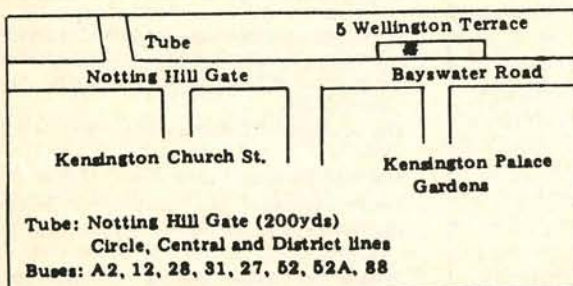 5 Wellington Terrace
Tube
Notting Hill Gate
Bayswater Road
Kensington Church St.
Kensington Palace
Gardens
Tube: Notting Hill Gate (200yds)
Circle, Central and District lines
Buses: A2, 12, 28, 31, 27, 52, 52A, 88